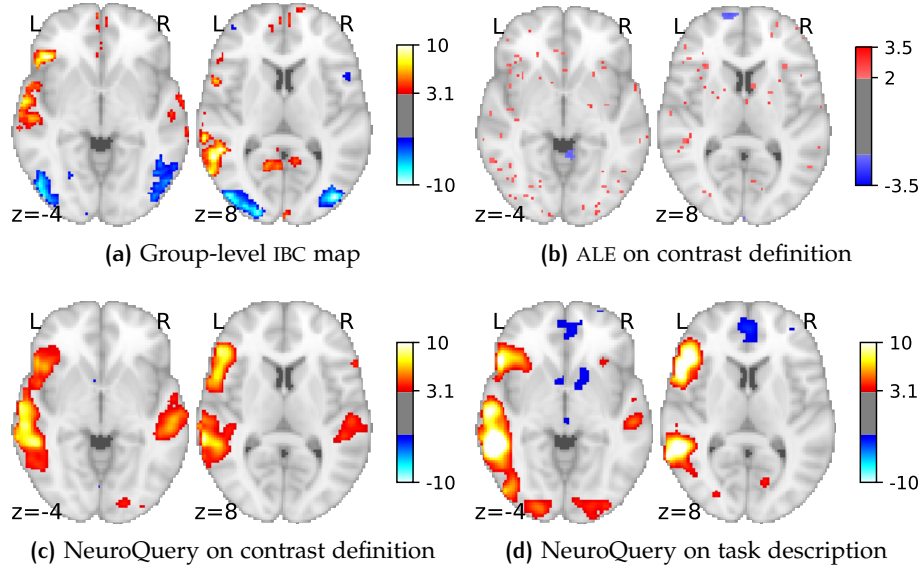 L R L R
10
3.1
-10
z=-4 z=8
(a) Group-level IBC map
3.5
2
-3.5
z=-4 z=8
(b) ALE on contrast definition
L R L R
10
3.1
-10
z=-4 z=8
(c) NeuroQuery on contrast definition
10
3.1
-10
z=-4 z=8
(d) NeuroQuery on task description